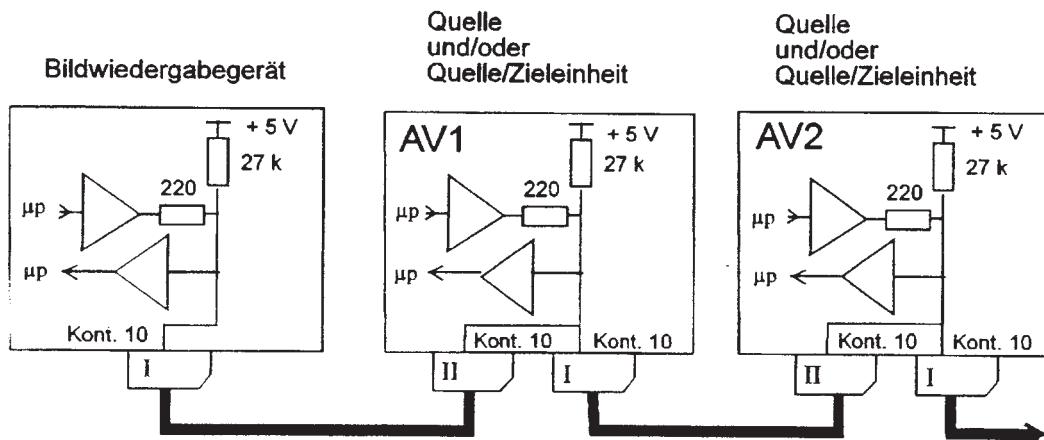 Bildwiedergabegerät
Quelle
und/oder
Quelle/Zieleinheit
Quelle
und/oder
Quelle/Zieleinheit
+ 5 V
27 k
220
µp
µp
Kont. 10
I
AV1
+ 5 V
27 k
220
µp
µp
Kont. 10
Kont. 10
II
I
AV2
+ 5 V
27 k
220
µp
µp
Kont. 10
Kont. 10
II
I